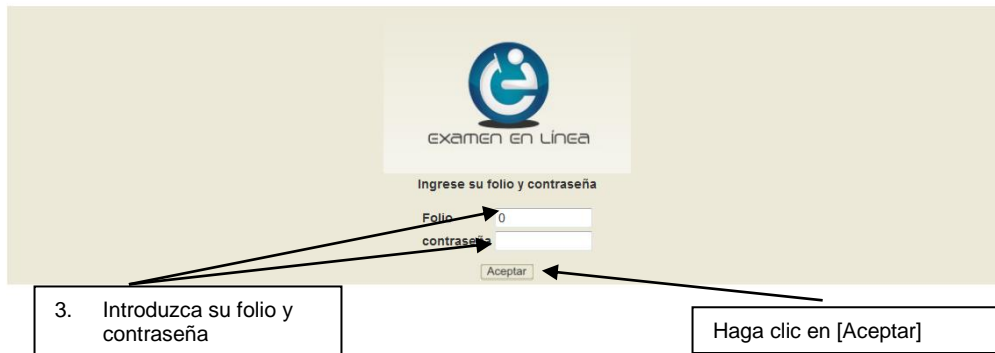 examen en línea
Ingrese su folio y contraseña
Folio 0
contraseña
Aceptar
3. Introduzca su folio y
contraseña
Haga clic en [Aceptar]